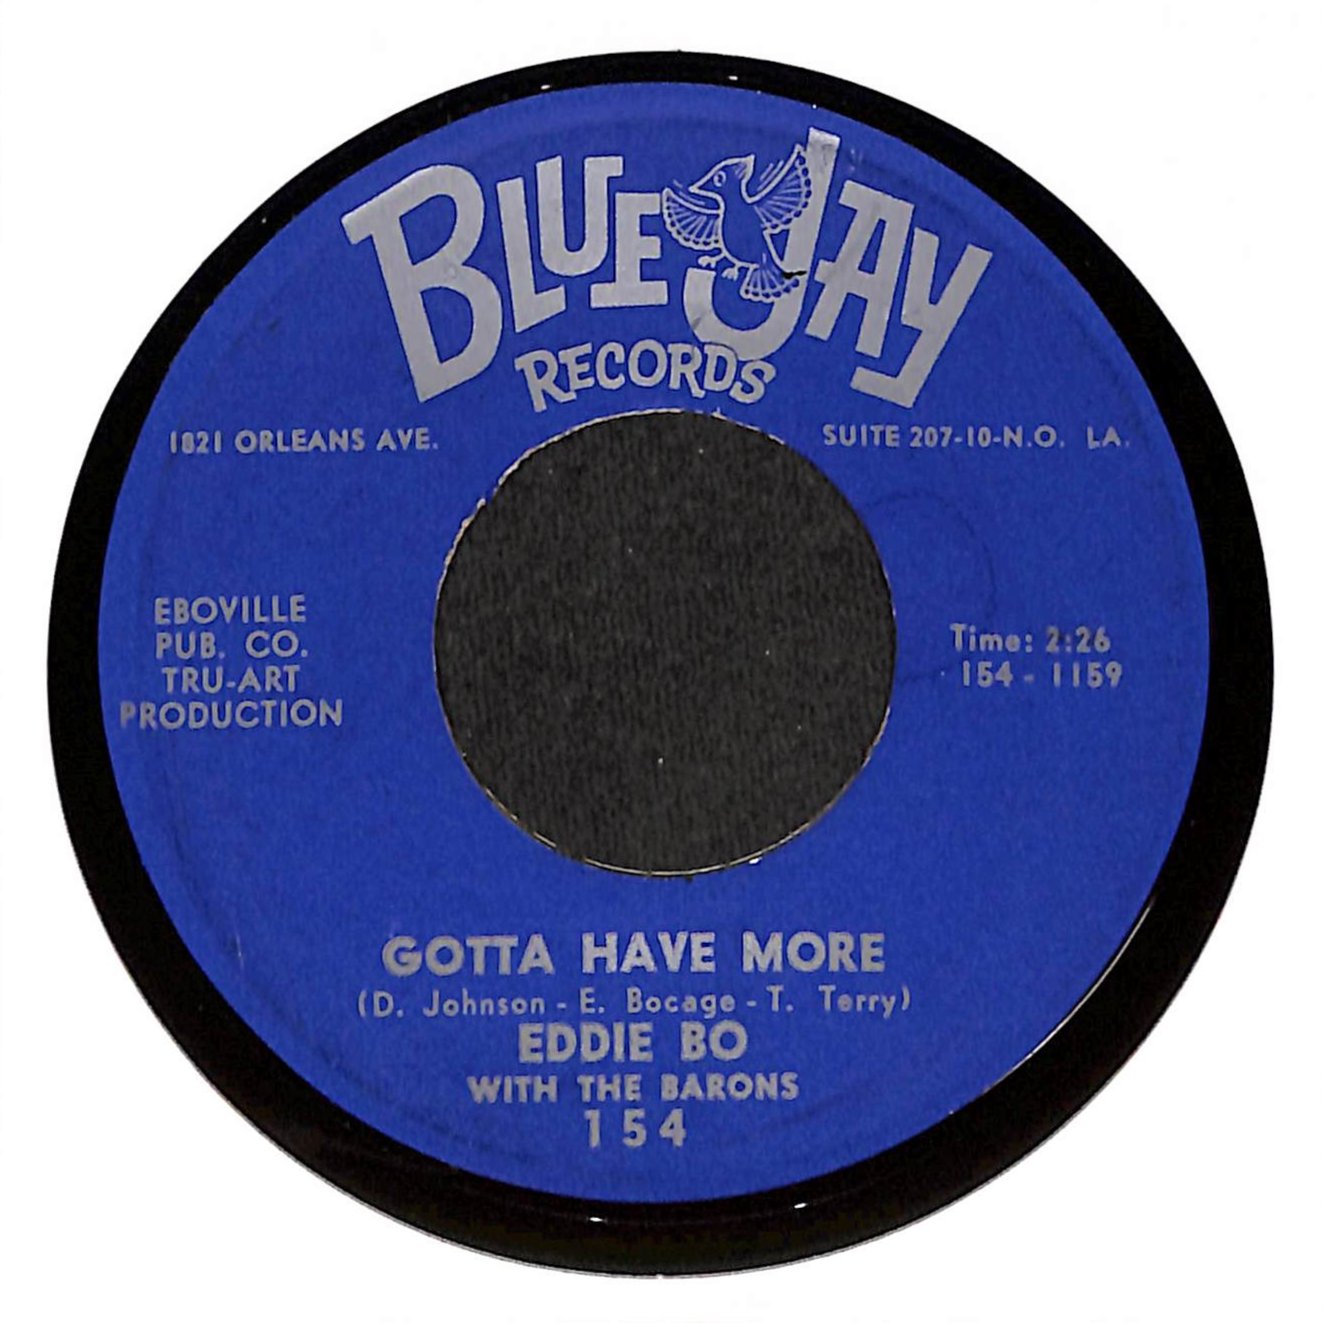 BLUE JAY
RECORDS
1821 ORLEANS AVE.
SUITE 207-10-N.O. LA.
EBOVILLE
PUB. CO.
TRU-ART
PRODUCTION
Time: 2:26
154 - 1159
GOTTA HAVE MORE
(D. Johnson - E. Bocage - T. Terry)
EDDIE BO
WITH THE BARONS
154